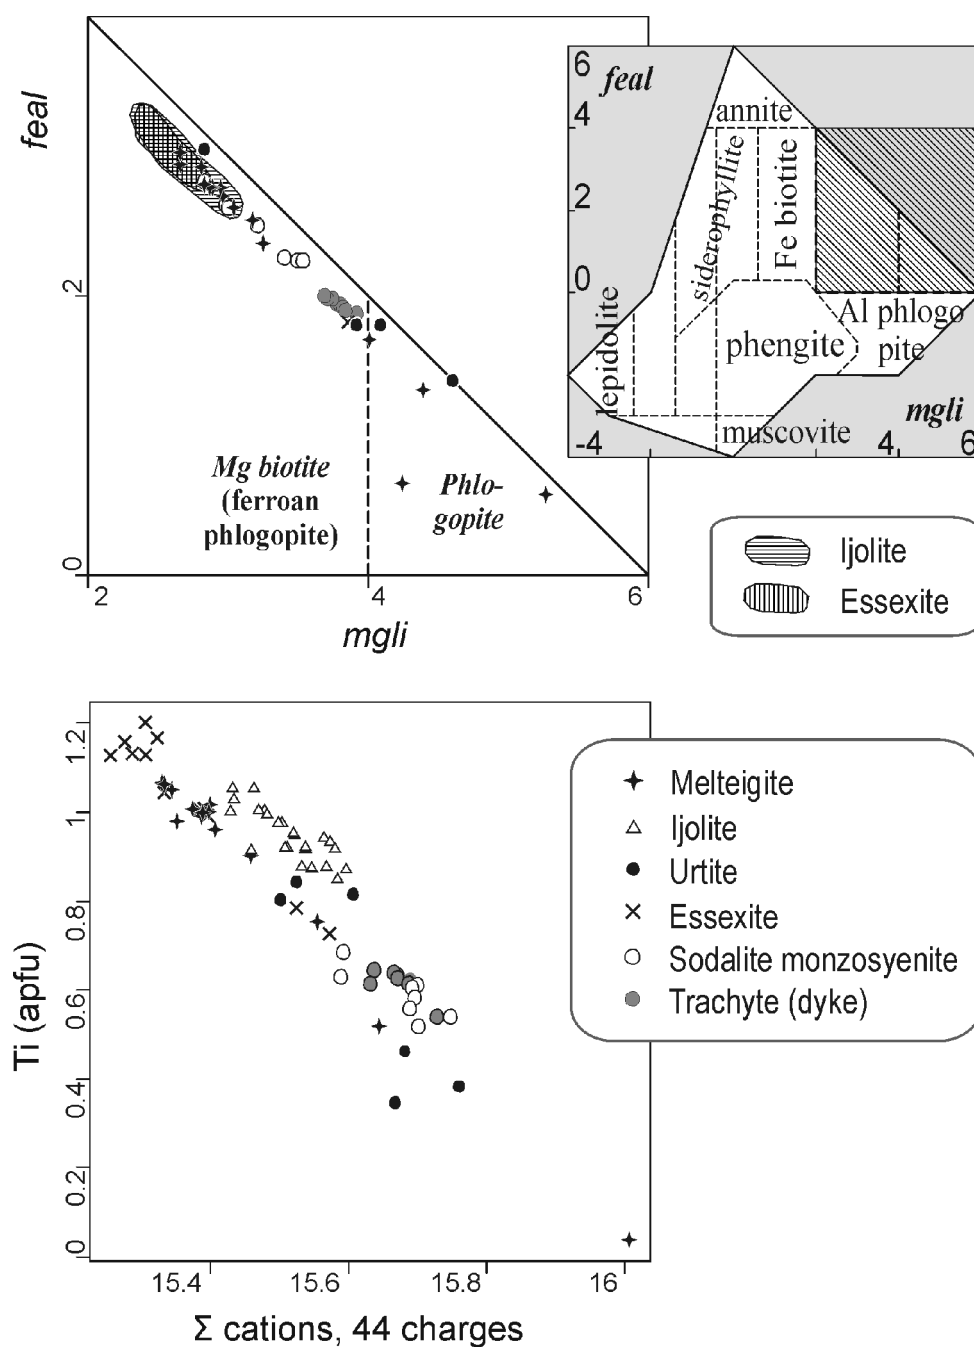 feal
2
0
Mg biotite
(ferroan
phlogopite)
Phlo-
gopite
2
4
6
mgli
6
feal
4
annite
siderophyllite
Fe biotite
2
0
lepidolite
Al phlogo
pite
phengite
mgli
-4
muscovite
4
6
Ijolite
Essexite
Ti (apfu)
1.2
1
0.8
0.6
0.4
0.2
0
15.4
15.6
15.8
16
Σ cations, 44 charges
Melteigite
Ijolite
Urtite
Essexite
Sodalite monzosyenite
Trachyte (dyke)